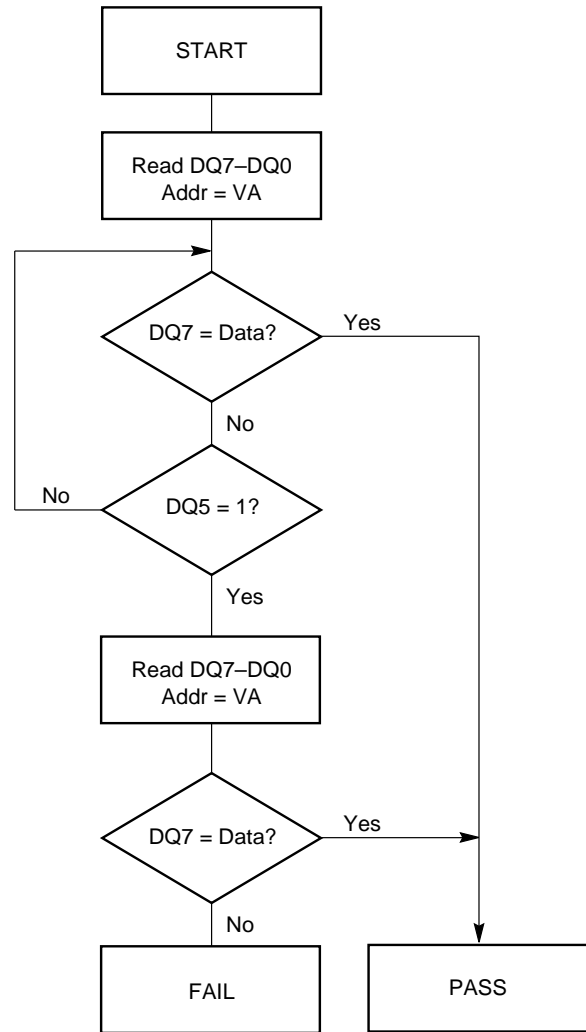 START
Read DQ7–DQ0
Addr = VA
DQ7 = Data?
Yes
No
No
DQ5 = 1?
Yes
Read DQ7–DQ0
Addr = VA
DQ7 = Data?
Yes
No
FAIL
PASS